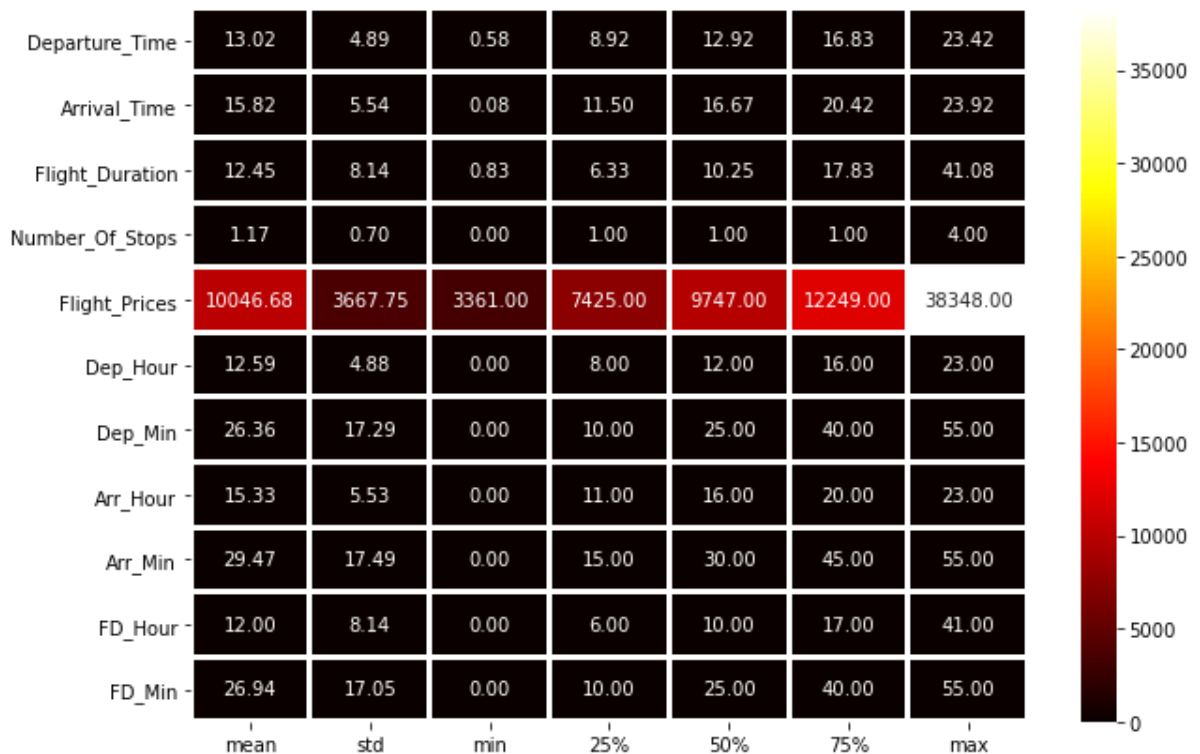 Departure_Time 13.02 4.89 0.58 8.92 12.92 16.83 23.42
Arrival_Time 15.82 5.54 0.08 11.50 16.67 20.42 23.92
Flight_Duration 12.45 8.14 0.83 6.33 10.25 17.83 41.08
Number_Of_Stops 1.17 0.70 0.00 1.00 1.00 1.00 4.00
Flight_Prices 10046.68 3667.75 3361.00 7425.00 9747.00 12249.00 38348.00
Dep_Hour 12.59 4.88 0.00 8.00 12.00 16.00 23.00
Dep_Min 26.36 17.29 0.00 10.00 25.00 40.00 55.00
Arr_Hour 15.33 5.53 0.00 11.00 16.00 20.00 23.00
Arr_Min 29.47 17.49 0.00 15.00 30.00 45.00 55.00
FD_Hour 12.00 8.14 0.00 6.00 10.00 17.00 41.00
FD_Min 26.94 17.05 0.00 10.00 25.00 40.00 55.00
mean std min 25% 50% 75% max
35000
30000
25000
20000
15000
10000
5000
0